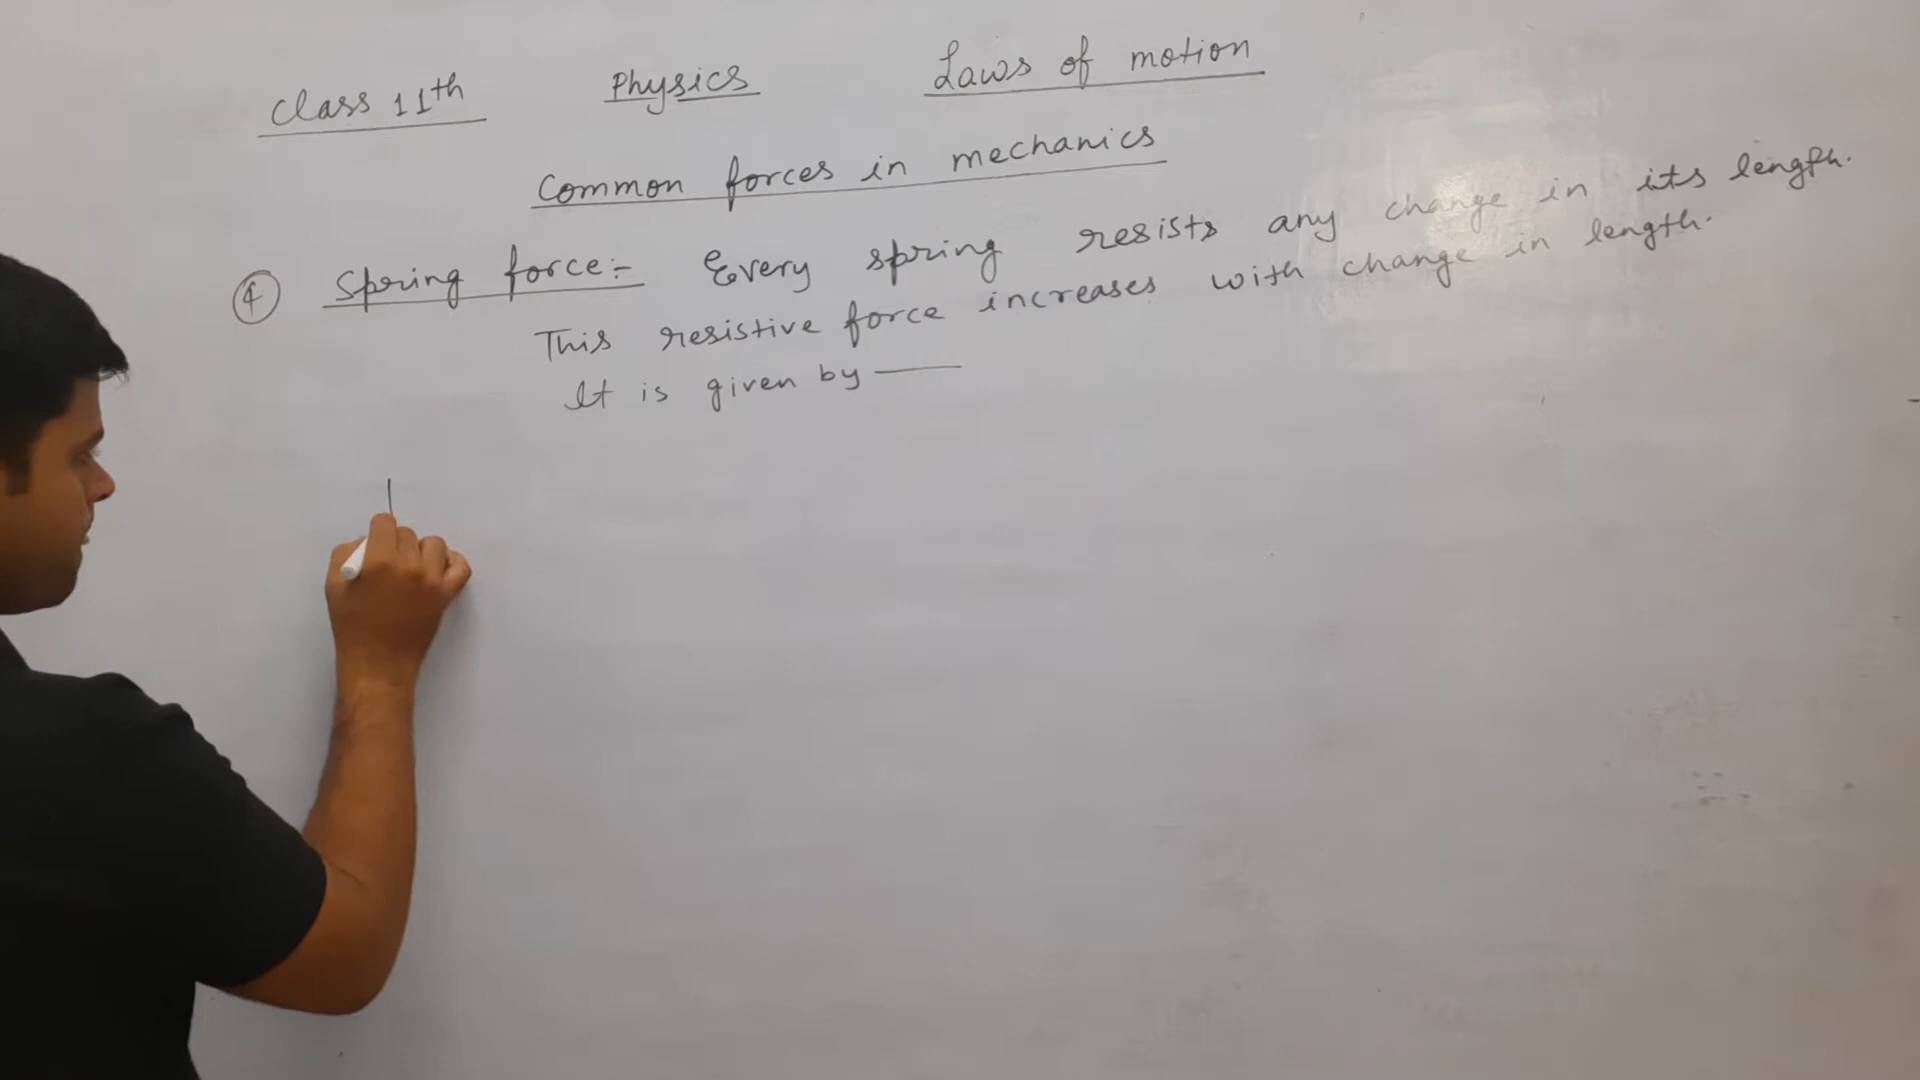 Class 11th Physics Laws of motion
Common forces in mechanics
④ Spring force:- Every spring resists any change in its length.
This resistive force increases with change in length.
It is given by —